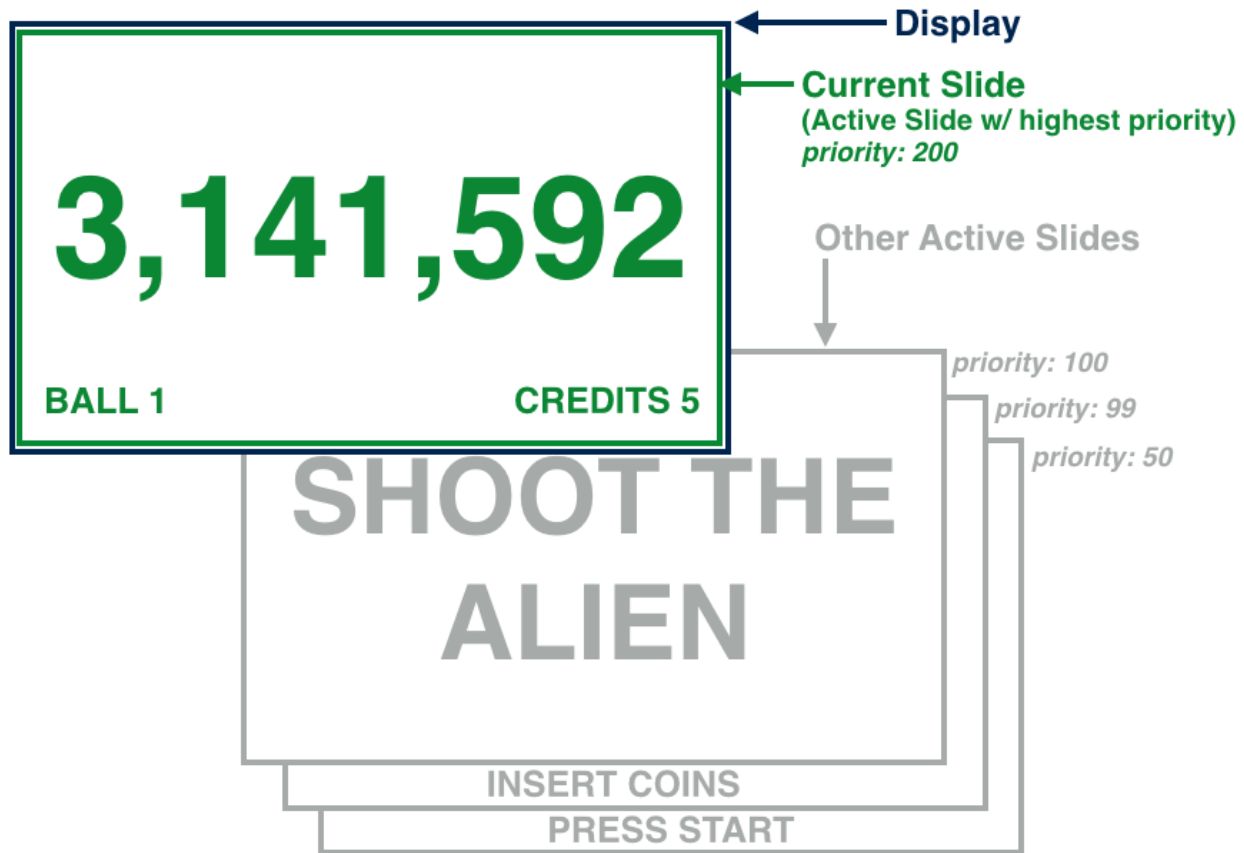 Display
Current Slide
(Active Slide w/ highest priority)
priority: 200
3,141,592
BALL 1
CREDITS 5
Other Active Slides
priority: 100
priority: 99
priority: 50
SHOOT THE
ALIEN
INSERT COINS
PRESS START